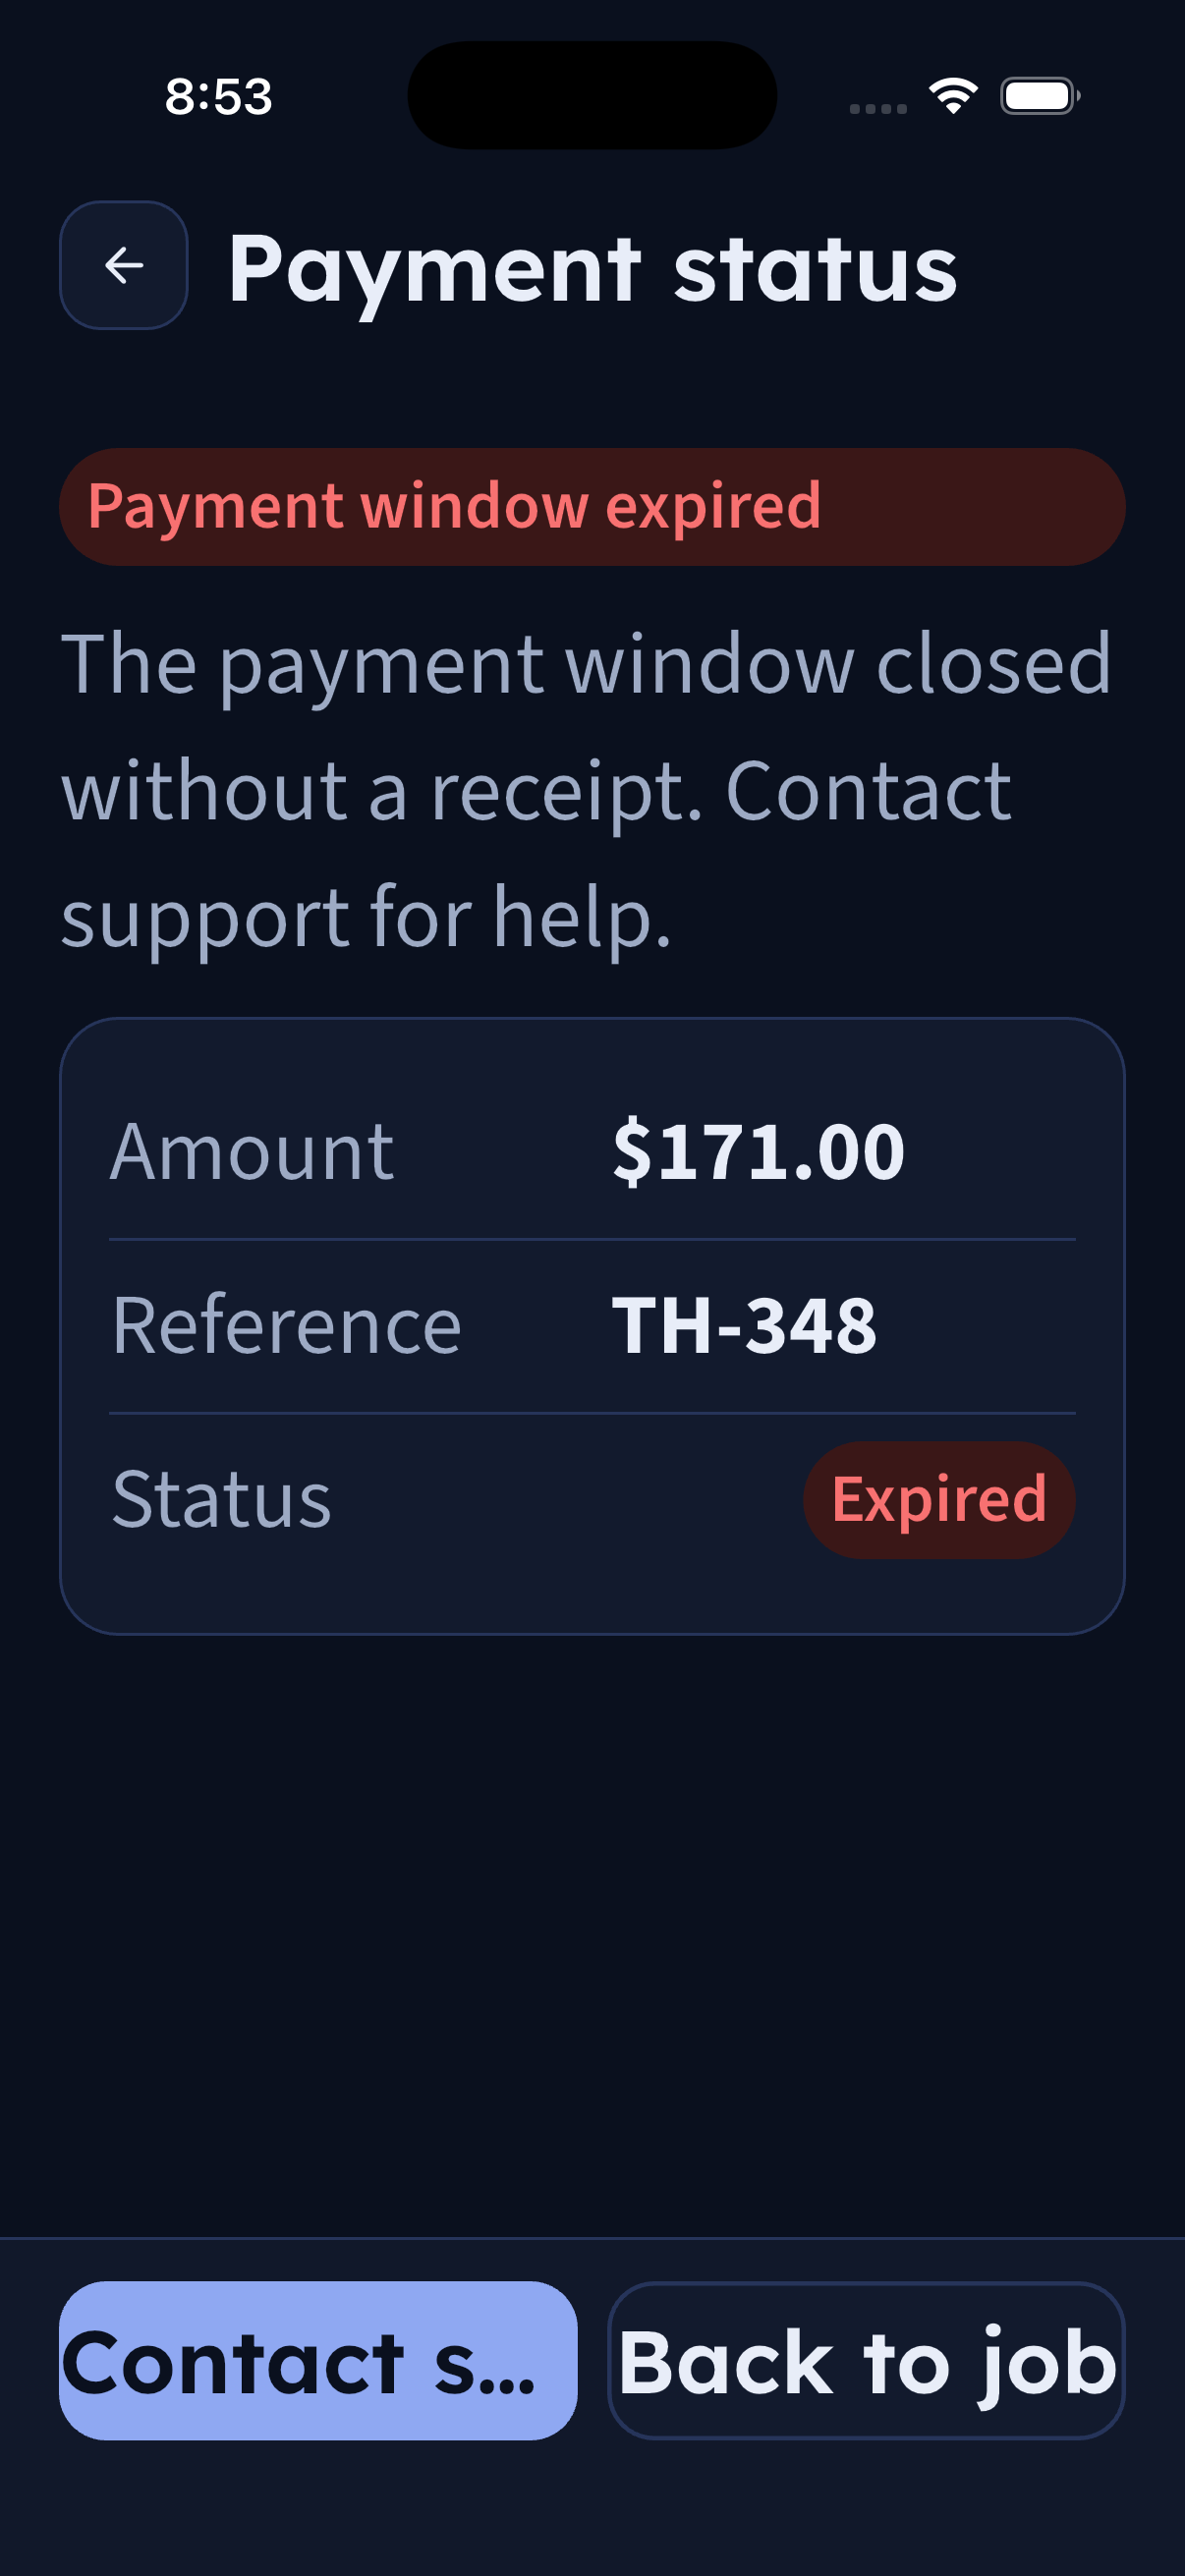 8:53
Payment status
Payment window expired
The payment window closed
without a receipt. Contact
support for help.
Amount $171.00
Reference TH-348
Status Expired
Contact s...
Back to job